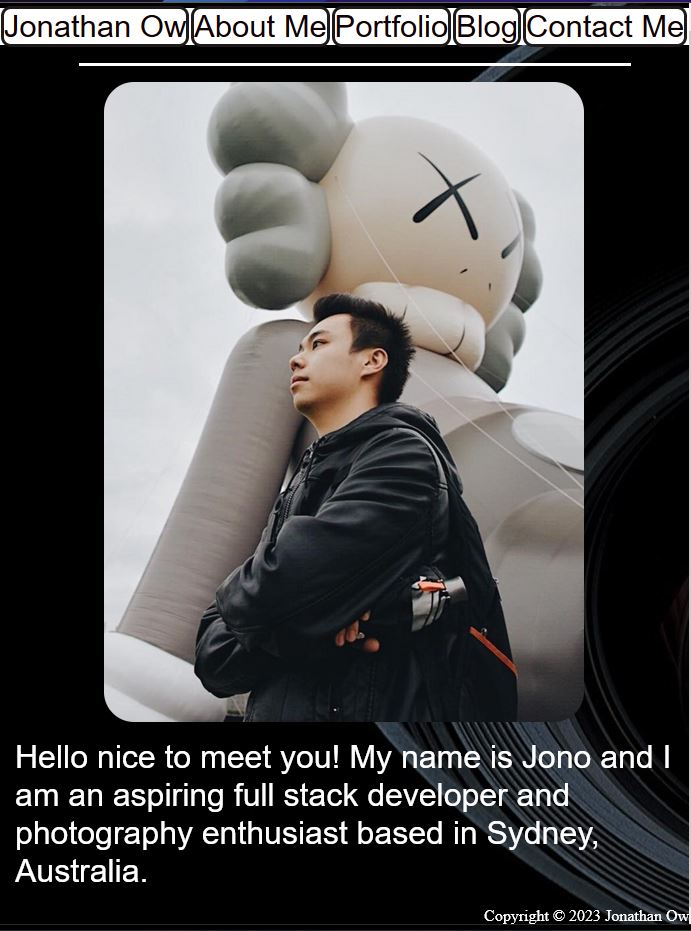 Jonathan Ow About Me Portfolio Blog Contact Me
Hello nice to meet you! My name is Jono and I
am an aspiring full stack developer and
photography enthusiast based in Sydney,
Australia.
Copyright © 2023 Jonathan Ow